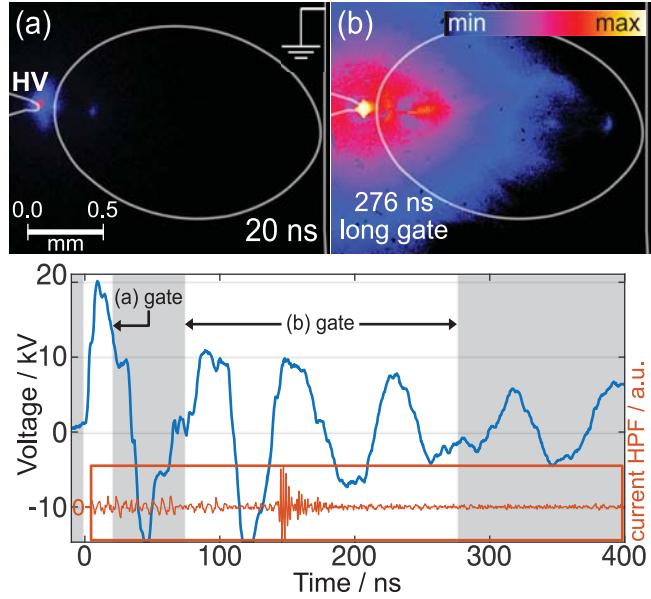 (a)
HV
0.0 0.5
mm
20 ns
(b)
min max
276 ns
long gate
20
10
0
-10
Voltage / kV
(a) gate
(b) gate
0
current HPF / a.u.
0 100 200 300 400
Time / ns